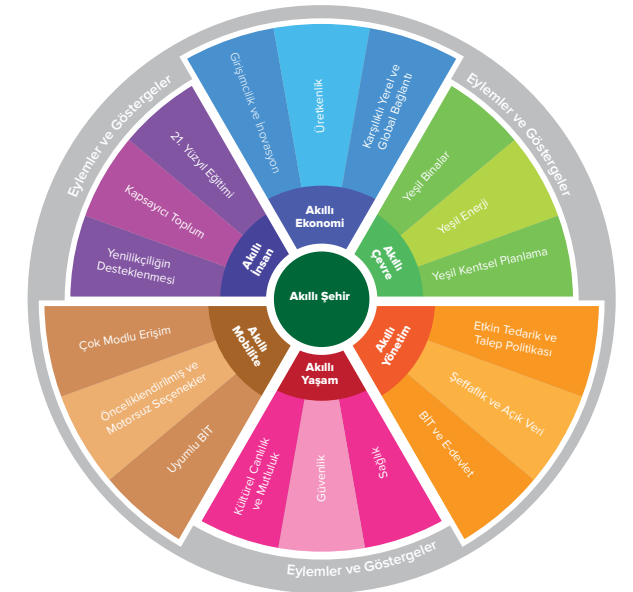 Eylemler ve Göstergeler
Eylemler ve Göstergeler
Eylemler ve Göstergeler
Akıllı Şehir
Akıllı
Ekonomi
Girişimcilik ve İnovasyon
Üretkenlik
Karşılıklı Yerel ve
Global Bağlantı
Akıllı
Çevre
Yeşil Binalar
Yeşil Enerji
Yeşil Kentsel Planlama
Akıllı
Yönetim
Etkin Tedarik ve
Talep Politikası
Şeffaflık ve Açık Veri
BİT ve E-devlet
Akıllı
Yaşam
Sağlık
Güvenlik
Kültürel Canlılık
ve Mutluluk
Akıllı
Mobilite
Uyumlu BİT
Önceliklendirilmiş ve
Motorsuz Seçenekler
Çok Modlu Erişim
Akıllı
İnsan
Yenilikçiliğin
Desteklenmesi
Kapsayıcı Toplum
21. Yüzyıl Eğitimi